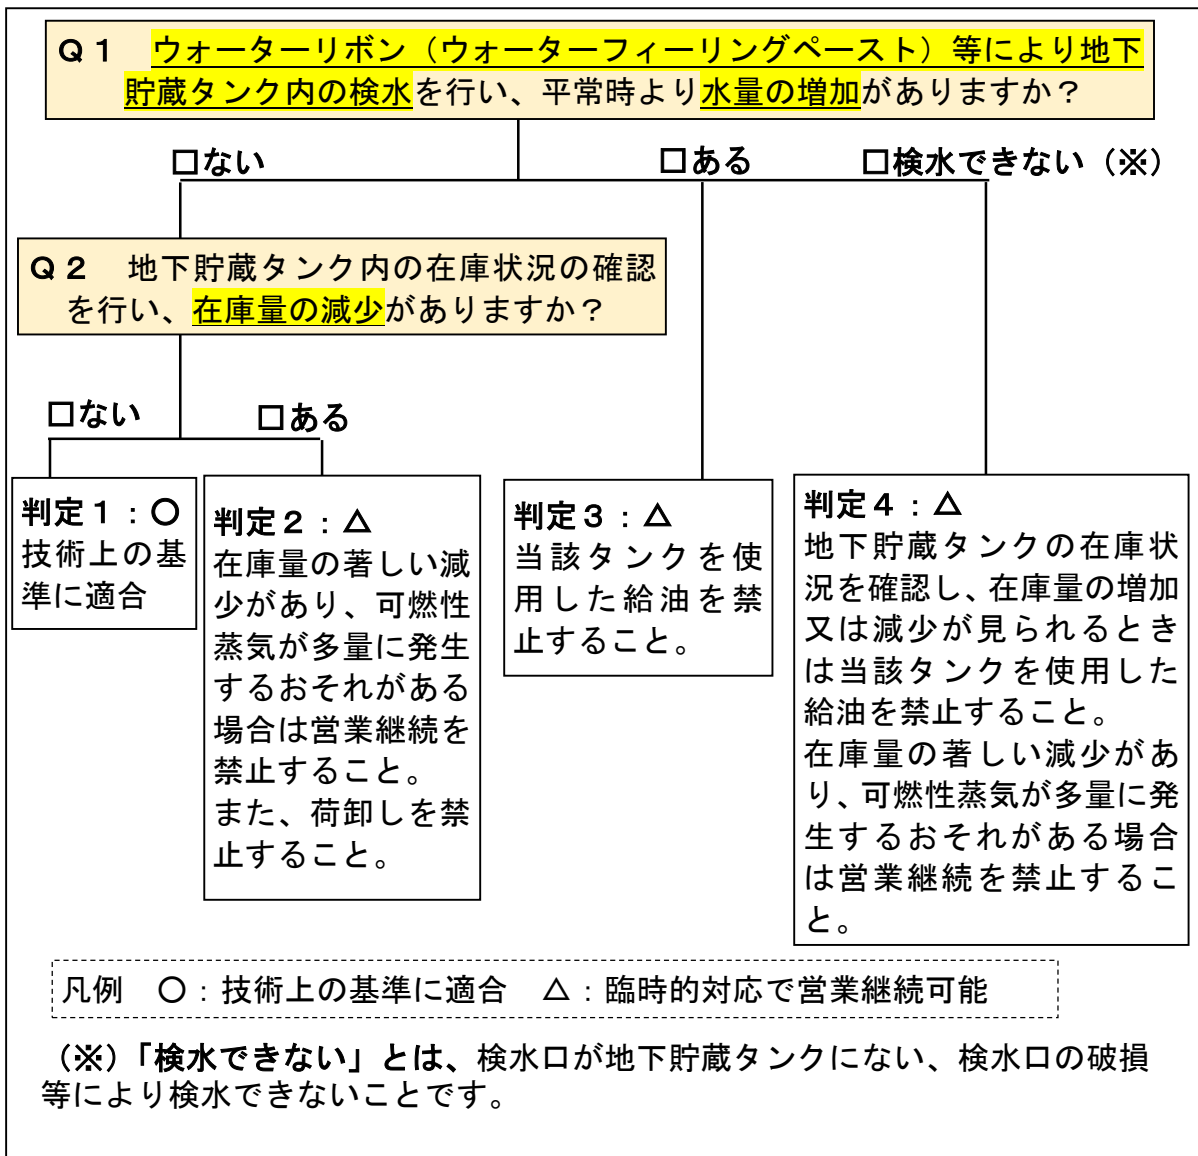 Ｑ１　ウォーターリボン（ウォーターフィーリングペースト）等により地下
貯蔵タンク内の検水を行い、平常時より水量の増加がありますか？
□ない
□ある
□検水できない（※）
Ｑ２　地下貯蔵タンク内の在庫状況の確認
を行い、在庫量の減少がありますか？
□ない
□ある
判定１：○
技術上の基
準に適合
判定２：△
在庫量の著しい減
少があり、可燃性
蒸気が多量に発生
するおそれがある
場合は営業継続を
禁止すること。
また、荷卸しを禁
止すること。
判定３：△
当該タンクを使
用した給油を禁
止すること。
判定４：△
地下貯蔵タンクの在庫状
況を確認し、在庫量の増加
又は減少が見られるとき
は当該タンクを使用した
給油を禁止すること。
在庫量の著しい減少があ
り、可燃性蒸気が多量に発
生するおそれがある場合
は営業継続を禁止するこ
と。
凡例　○：技術上の基準に適合　△：臨時的対応で営業継続可能
（※）「検水できない」とは、検水口が地下貯蔵タンクにない、検水口の破損
等により検水できないことです。